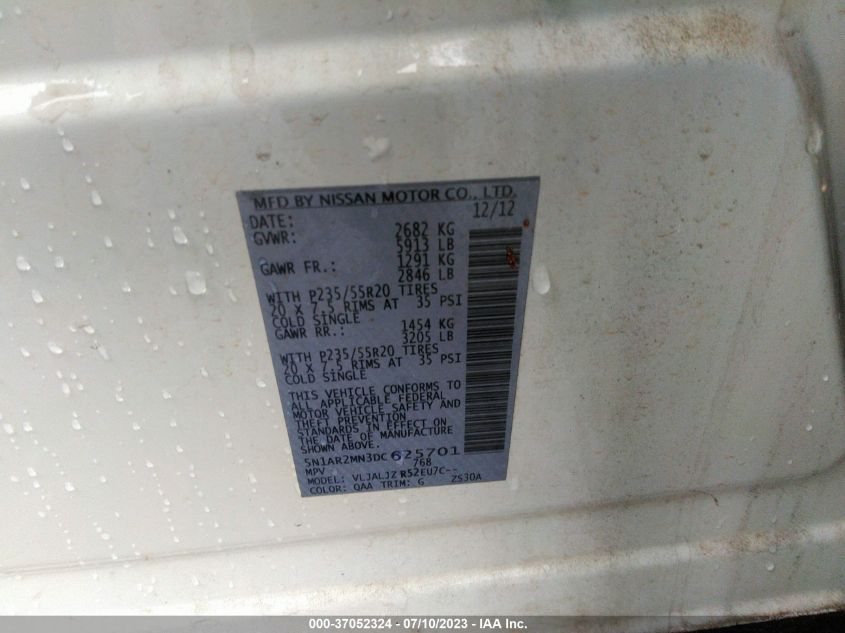 MFD BY NISSAN MOTOR CO., LTD.
DATE: 12/12
GVWR: 2682 KG
5913 LB
GAWR FR.: 1291 KG
2846 LB
WITH P235/55R20 TIRES
20 X 7.5 RIMS AT 35 PSI
COLD SINGLE
GAWR RR.: 1454 KG
3205 LB
WITH P235/55R20 TIRES
20 X 7.5 RIMS AT 35 PSI
COLD SINGLE
THIS VEHICLE CONFORMS TO
ALL APPLICABLE FEDERAL
MOTOR VEHICLE SAFETY AND
THEFT PREVENTION
STANDARDS IN EFFECT ON
THE DATE OF MANUFACTURE
SHOWN ABOVE.
5N1AR2MN3DC625701
MPV 768
MODEL: VLJALJZ R52EU7C--
COLOR: QAA TRIM: G ZS30A
000-37052324 - 07/10/2023 - IAA Inc.